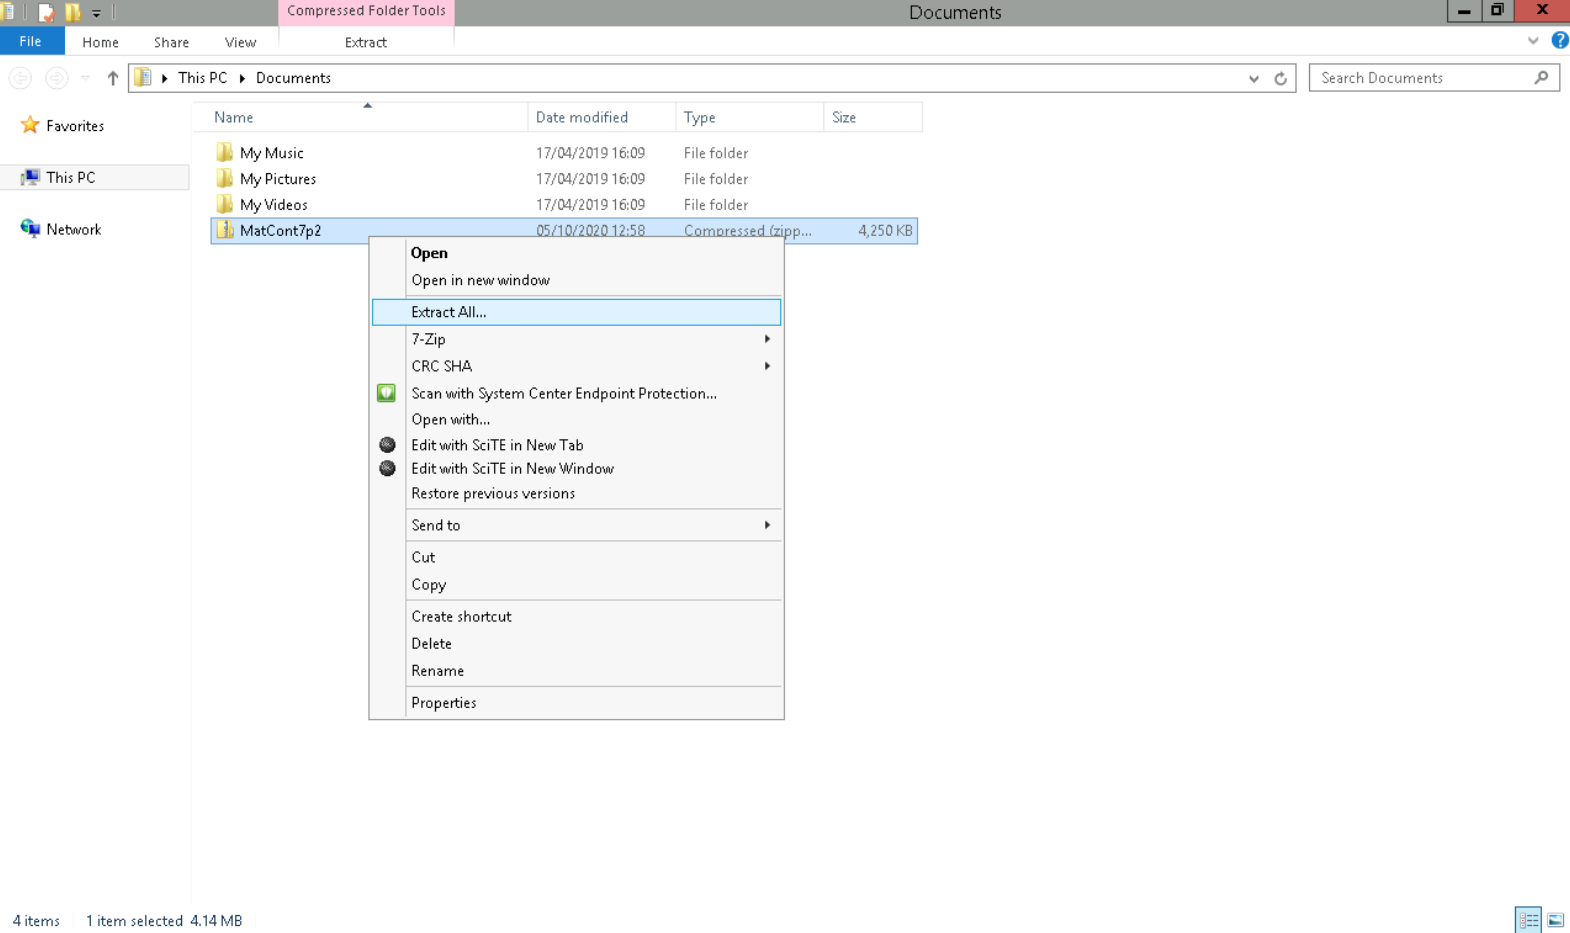 Compressed Folder Tools
Documents
File Home Share View Extract
This PC Documents
Search Documents
Favorites
This PC
Network
Name Date modified Type Size
My Music 17/04/2019 16:09 File folder
My Pictures 17/04/2019 16:09 File folder
My Videos 17/04/2019 16:09 File folder
MatCont7p2 05/10/2020 12:58 Compressed (zipp... 4,250 KB
Open
Open in new window
Extract All...
7-Zip
CRC SHA
Scan with System Center Endpoint Protection...
Open with...
Edit with SciTE in New Tab
Edit with SciTE in New Window
Restore previous versions
Send to
Cut
Copy
Create shortcut
Delete
Rename
Properties
4 items 1 item selected 4.14 MB